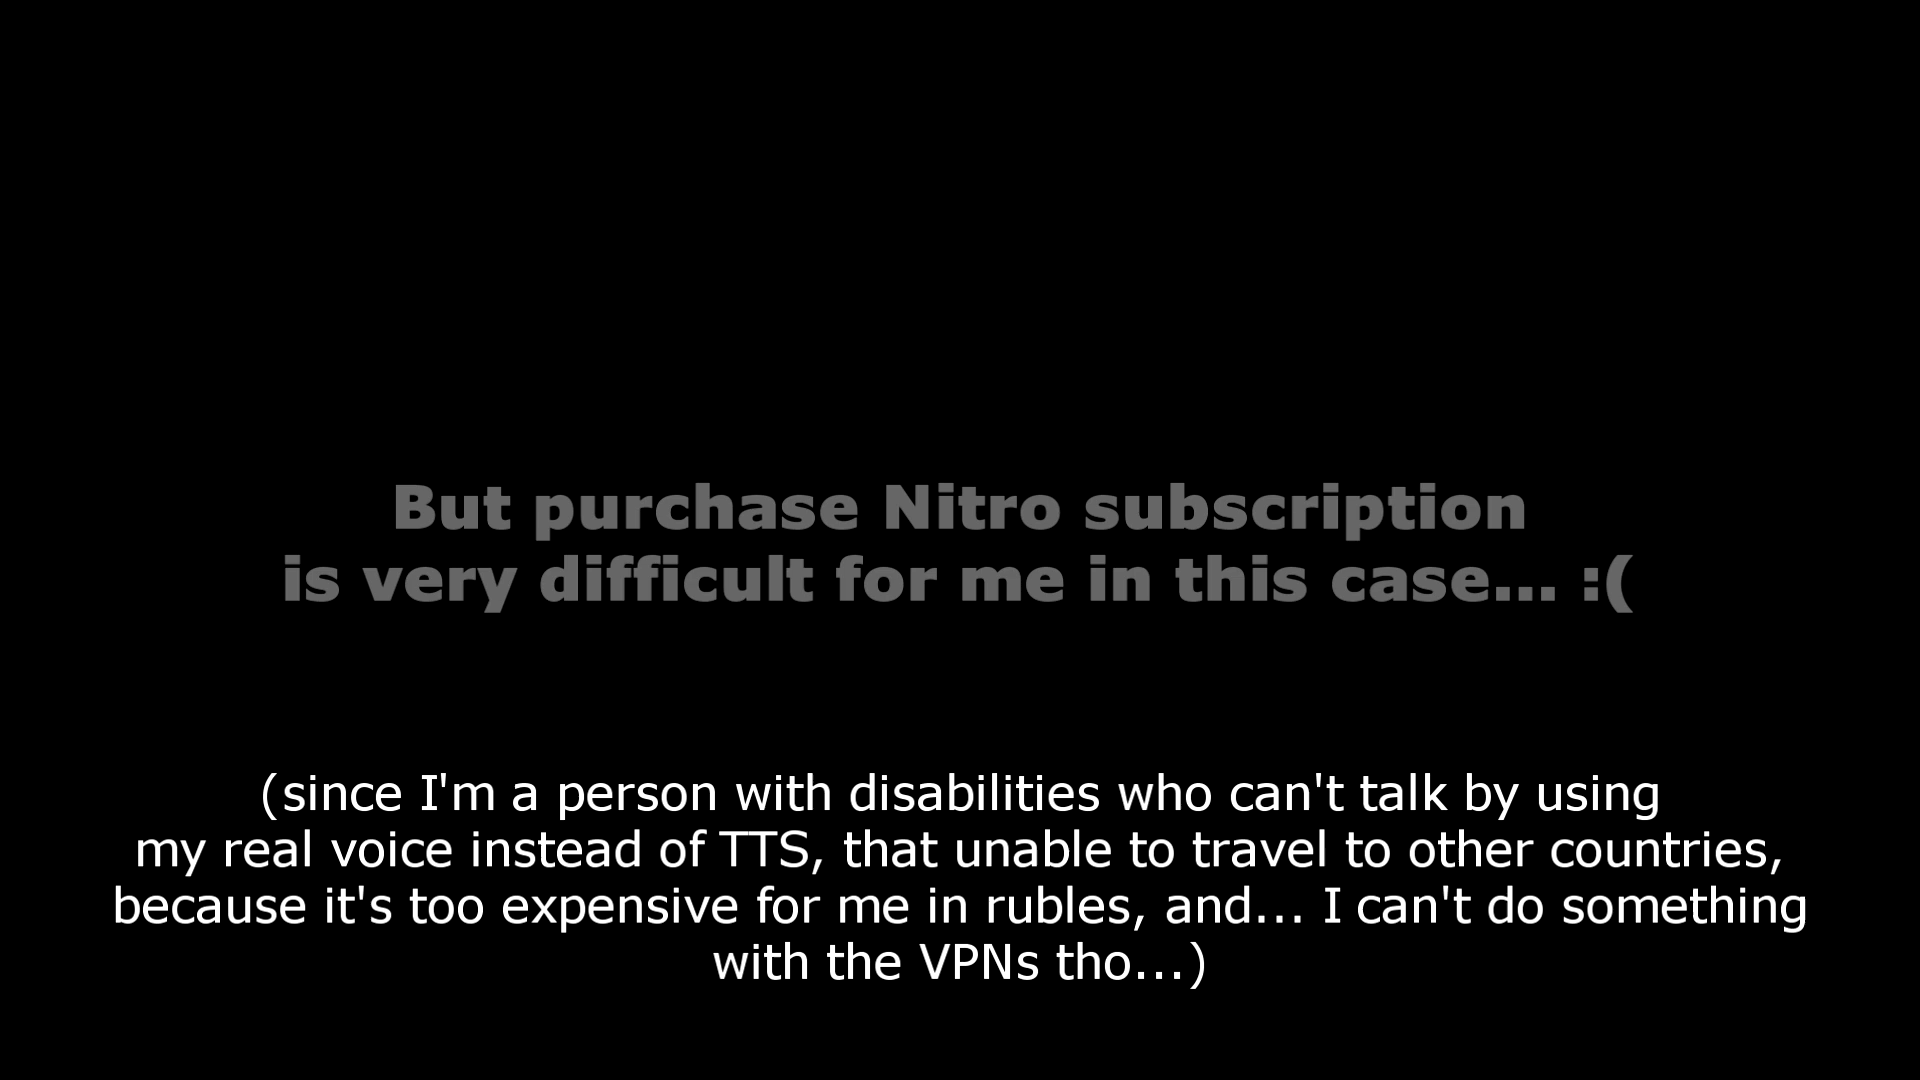 But purchase Nitro subscription
is very difficult for me in this case... :(
(since I'm a person with disabilities who can't talk by using
my real voice instead of TTS, that unable to travel to other countries,
because it's too expensive for me in rubles, and... I can't do something
with the VPNs tho...)